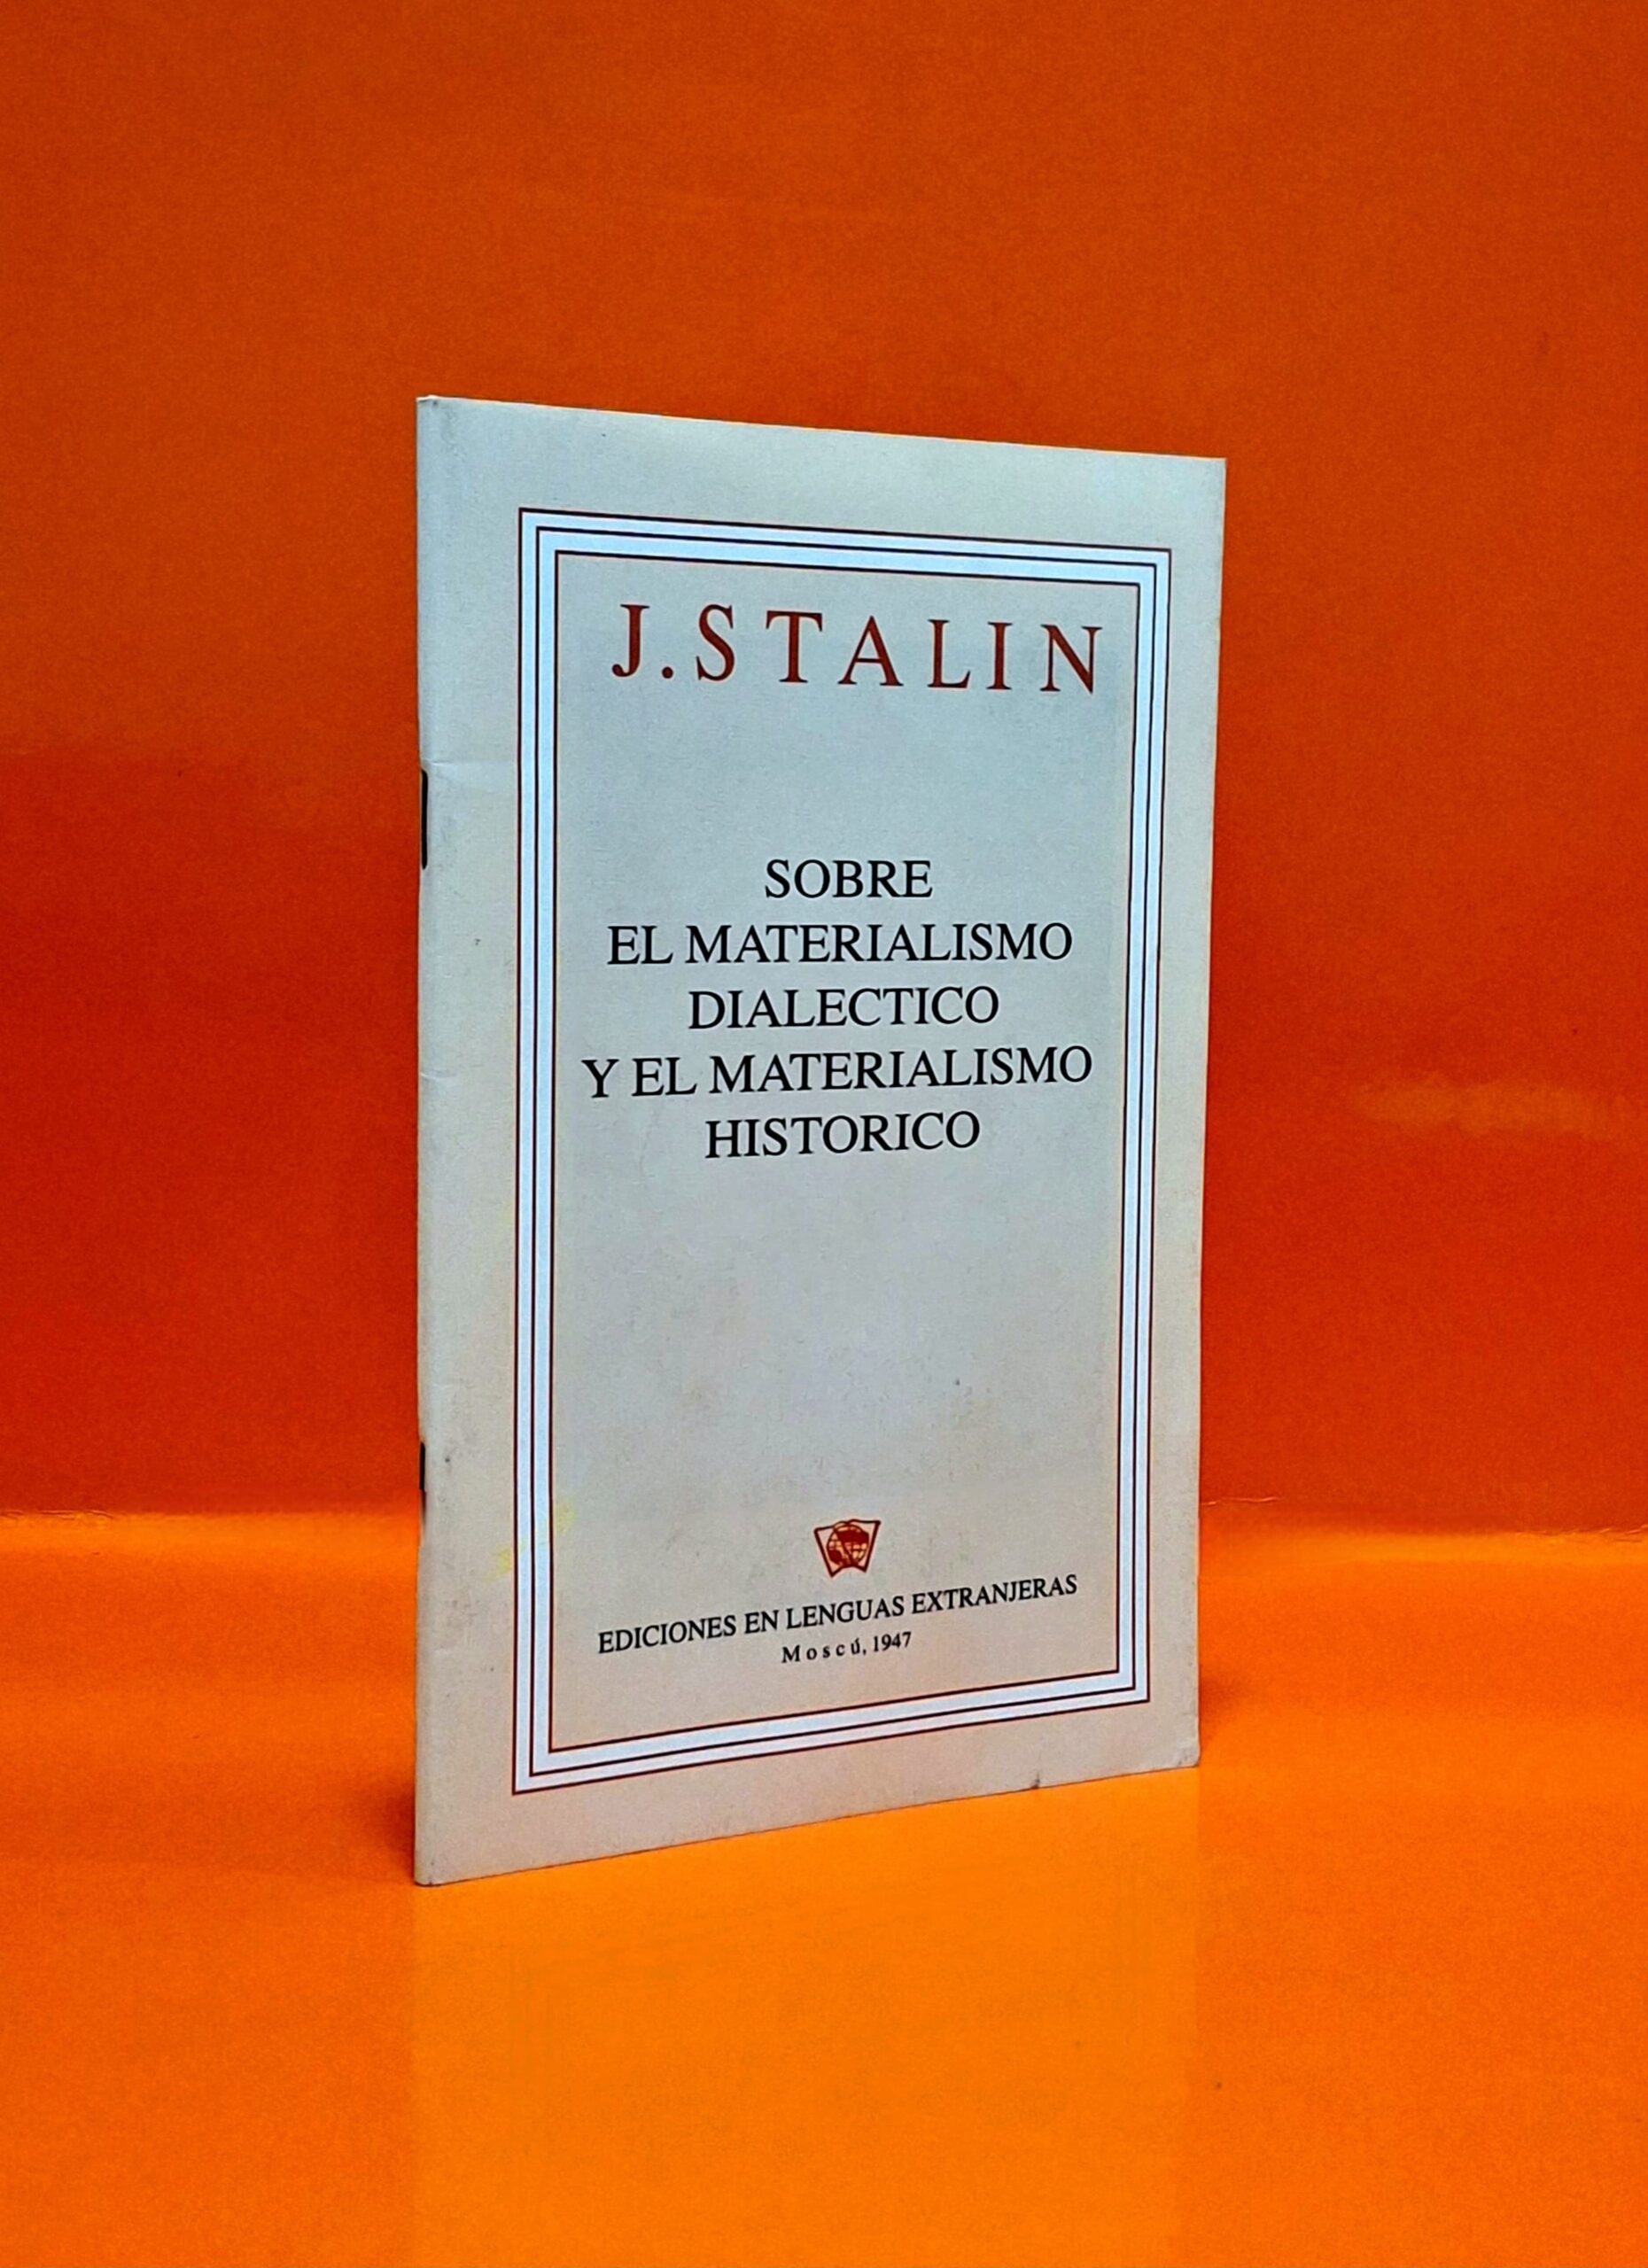 J. STALIN
SOBRE
EL MATERIALISMO
DIALECTICO
Y EL MATERIALISMO
HISTORICO
EDICIONES EN LENGUAS EXTRANJERAS
Moscú, 1947